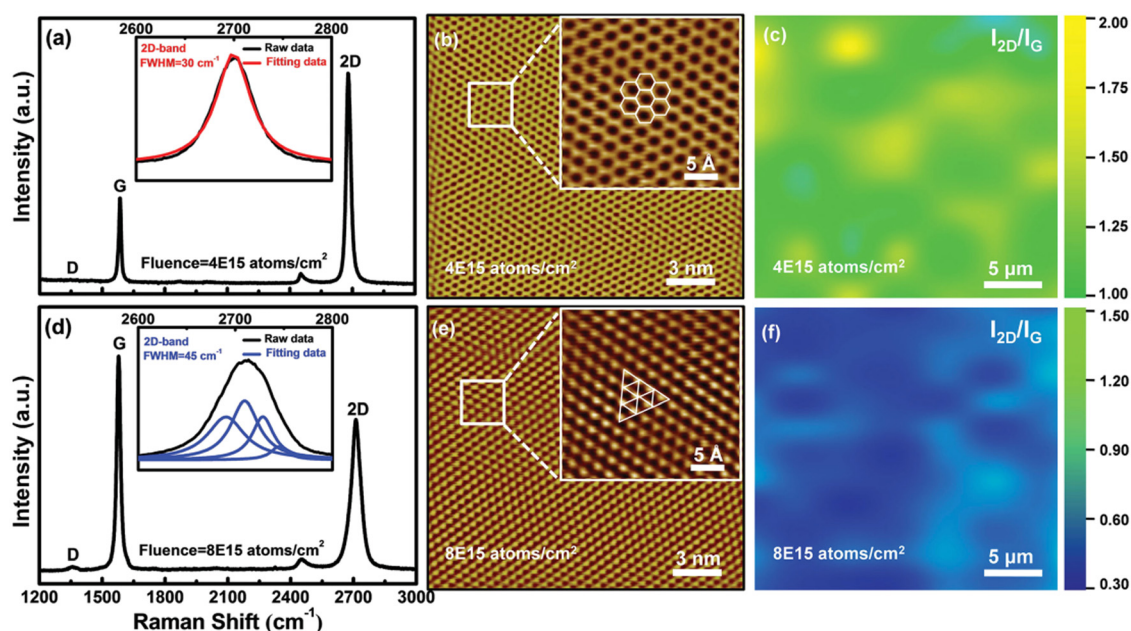 (a)
2600 2700 2800
2D-band
FWHM=30 cm⁻¹
Raw data
Fitting data
2D
G
D
Fluence=4E15 atoms/cm²
Intensity (a.u.)
(b)
5 Å
4E15 atoms/cm²
3 nm
(c)
I2D/IG
4E15 atoms/cm²
5 µm
2.00
1.75
1.50
1.25
1.00
(d)
2600 2700 2800
2D-band
FWHM=45 cm⁻¹
Raw data
Fitting data
G
2D
D
Fluence=8E15 atoms/cm²
Intensity (a.u.)
1200 1500 1800 2100 2400 2700 3000
Raman Shift (cm⁻¹)
(e)
5 Å
8E15 atoms/cm²
3 nm
(f)
I2D/IG
8E15 atoms/cm²
5 µm
1.50
1.20
0.90
0.60
0.30